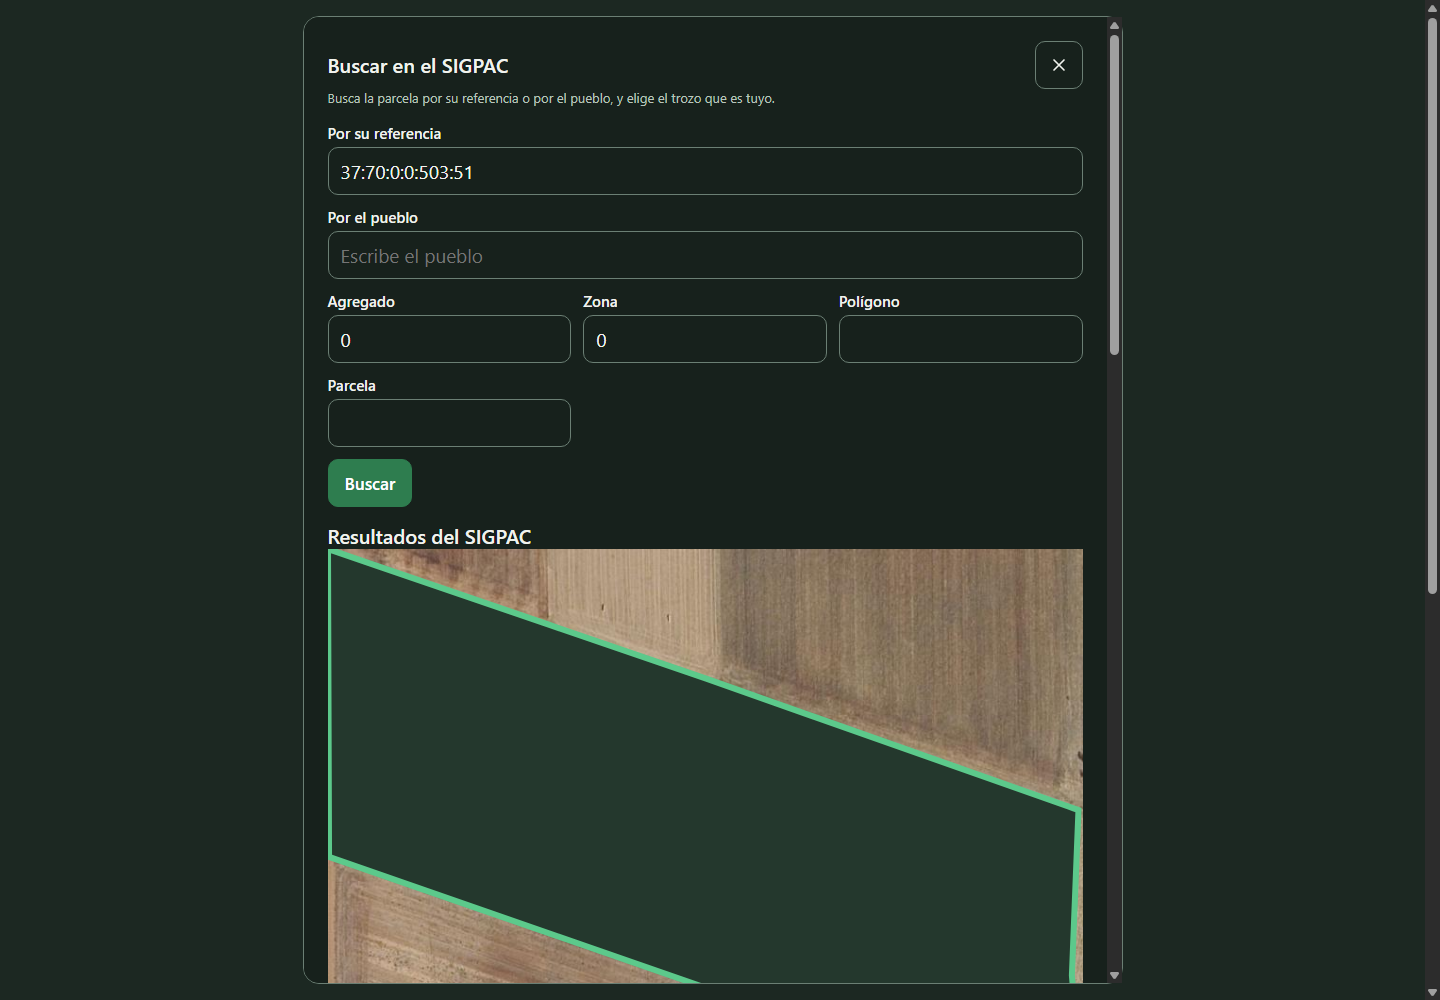 Buscar en el SIGPAC
Busca la parcela por su referencia o por el pueblo, y elige el trozo que es tuyo.
Por su referencia
37:70:0:0:503:51
Por el pueblo
Escribe el pueblo
Agregado
Zona
Polígono
0
0
Parcela
Buscar
Resultados del SIGPAC